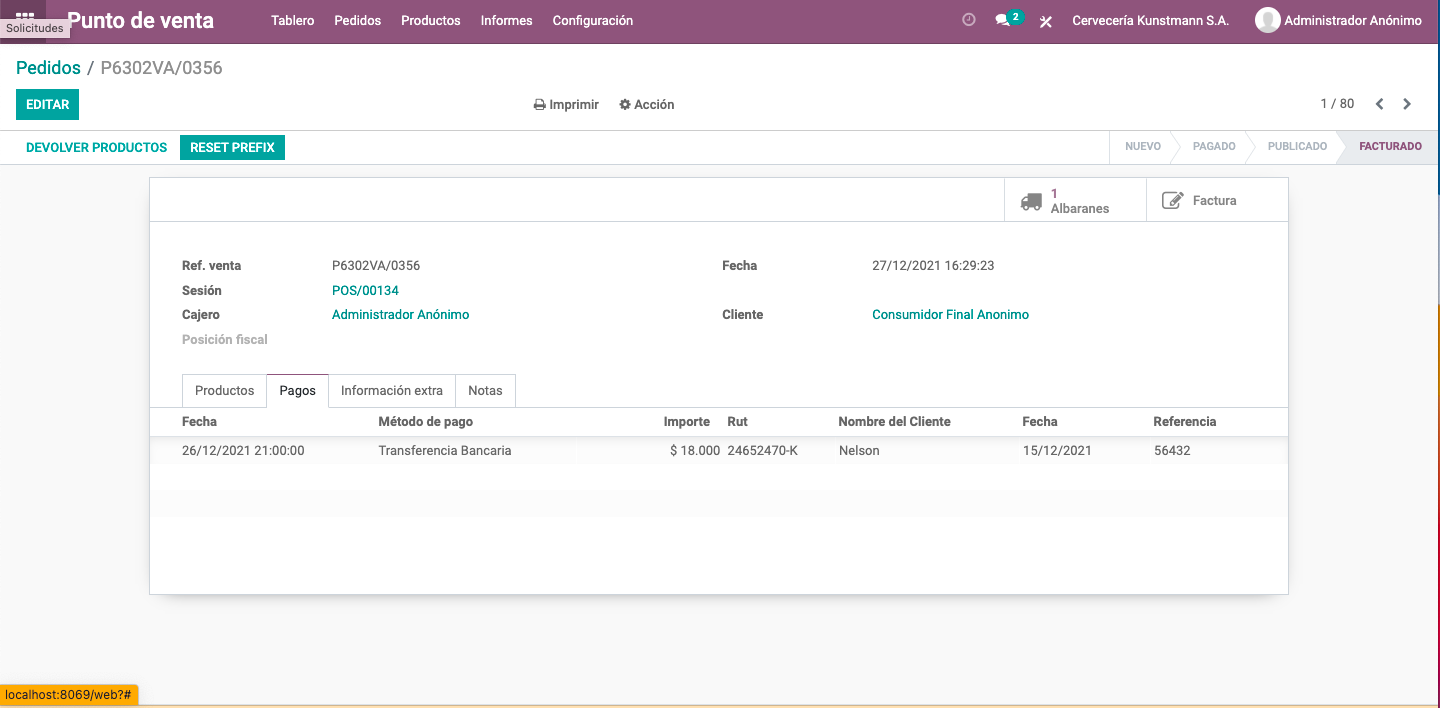 Punto de venta Tablero Pedidos Productos Informes Configuración 2 Cervecería Kunstmann S.A. Administrador Anónimo
Solicitudes
Pedidos / P6302VA/0356
EDITAR Imprimir Acción 1 / 80
DEVOLVER PRODUCTOS RESET PREFIX NUEVO PAGADO PUBLICADO FACTURADO
1
Albaranes Factura
Ref. venta P6302VA/0356 Fecha 27/12/2021 16:29:23
Sesión POS/00134
Cajero Administrador Anónimo Cliente Consumidor Final Anonimo
Posición fiscal
Productos Pagos Información extra Notas
Fecha Método de pago Importe Rut Nombre del Cliente Fecha Referencia
26/12/2021 21:00:00 Transferencia Bancaria $ 18.000 24652470-K Nelson 15/12/2021 56432
localhost:8069/web?#